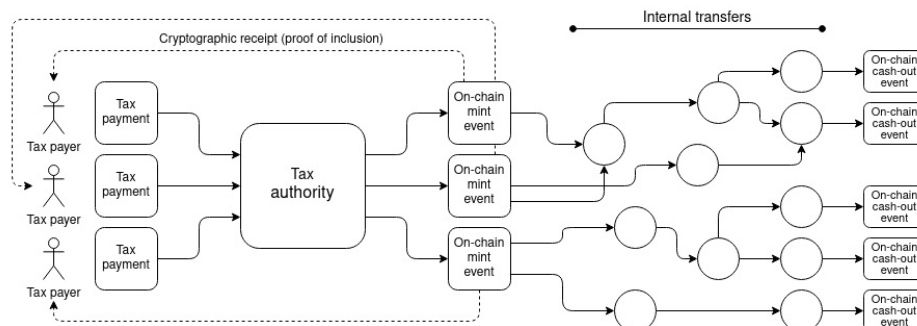 Internal transfers
Cryptographic receipt (proof of inclusion)
Tax payer
Tax
payment
On-chain
mint
event
On-chain
cash-out
event
On-chain
cash-out
event
Tax
authority
Tax payer
Tax
payment
On-chain
mint
event
On-chain
cash-out
event
Tax payer
Tax
payment
On-chain
mint
event
On-chain
cash-out
event
On-chain
cash-out
event